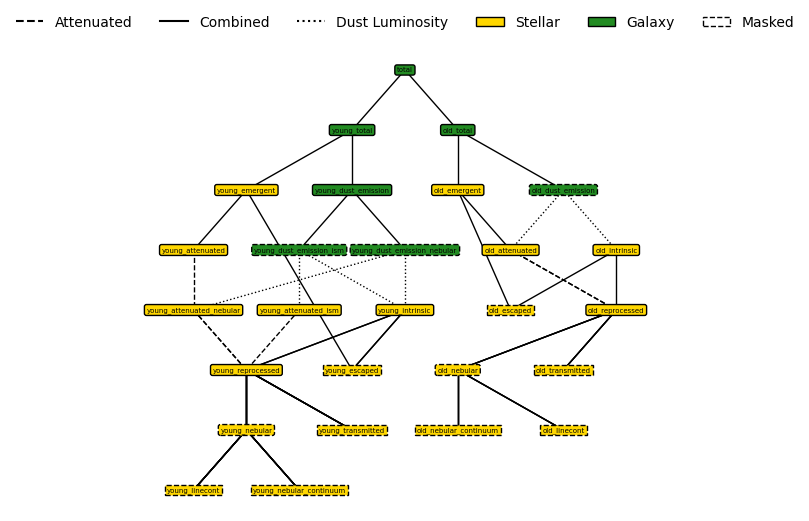 Attenuated Combined Dust Luminosity Stellar Galaxy Masked
total
young_total old_total
young_emergent young_dust_emission old_emergent old_dust_emission
young_attenuated young_dust_emission_ism young_dust_emission_nebular old_attenuated old_intrinsic
young_attenuated_nebular young_attenuated_ism young_intrinsic old_escaped old_reprocessed
young_reprocessed young_escaped old_nebular old_transmitted
young_nebular young_transmitted old_nebular_continuum old_linecont
young_linecont young_nebular_continuum